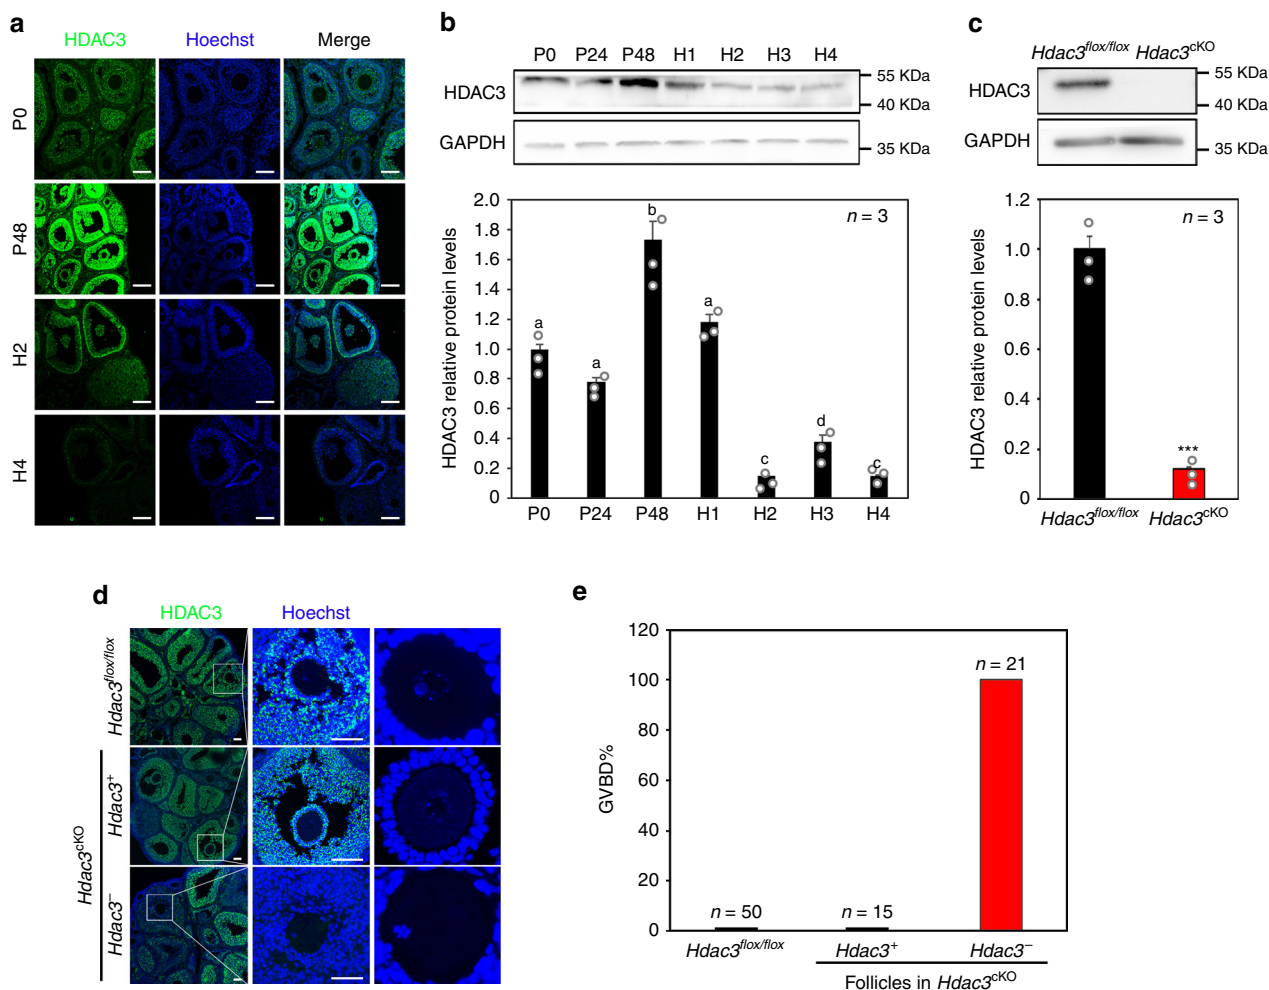 a
HDAC3 Hoechst Merge
P0
P48
H2
H4
b
P0 P24 P48 H1 H2 H3 H4
HDAC3
55 KDa
40 KDa
GAPDH
35 KDa
HDAC3 relative protein levels
2.0
1.8
1.6
1.4
1.2
1.0
0.8
0.6
0.4
0.2
0
n = 3
a a b a c d c
P0 P24 P48 H1 H2 H3 H4
c
Hdac3flox/flox Hdac3cKO
HDAC3
55 KDa
40 KDa
GAPDH
35 KDa
HDAC3 relative protein levels
1.2
1.0
0.8
0.6
0.4
0.2
0
n = 3
***
Hdac3flox/flox Hdac3cKO
d
HDAC3 Hoechst
Hdac3flox/flox
Hdac3cKO
Hdac3+
Hdac3−
e
GVBD%
120
100
80
60
40
20
0
n = 50 n = 15 n = 21
Hdac3flox/flox Hdac3+ Hdac3−
Follicles in Hdac3cKO